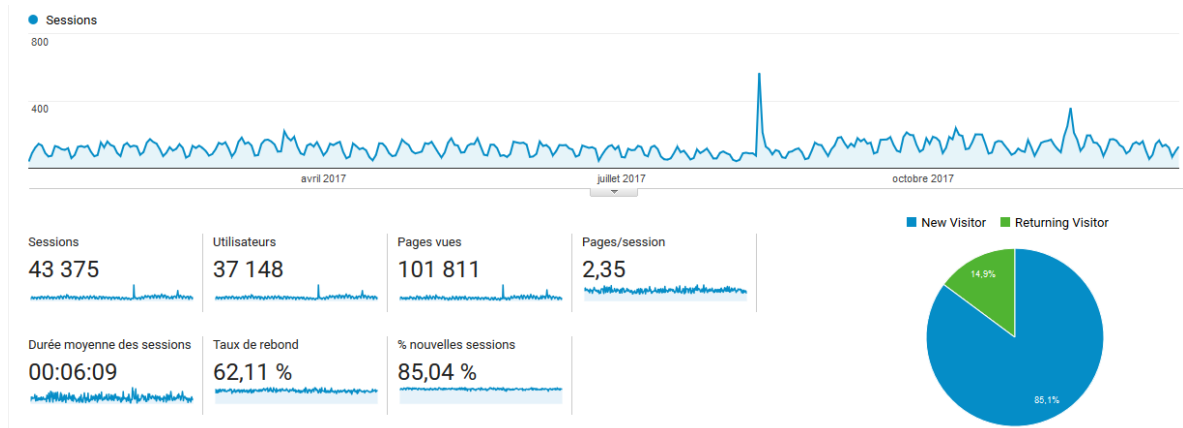 Sessions
800
400
avril 2017
juillet 2017
octobre 2017
New Visitor
Returning Visitor
Sessions
43 375
Utilisateurs
37 148
Pages vues
101 811
Pages/session
2,35
Durée moyenne des sessions
00:06:09
Taux de rebond
62,11 %
% nouvelles sessions
85,04 %
14,9%
85,1%